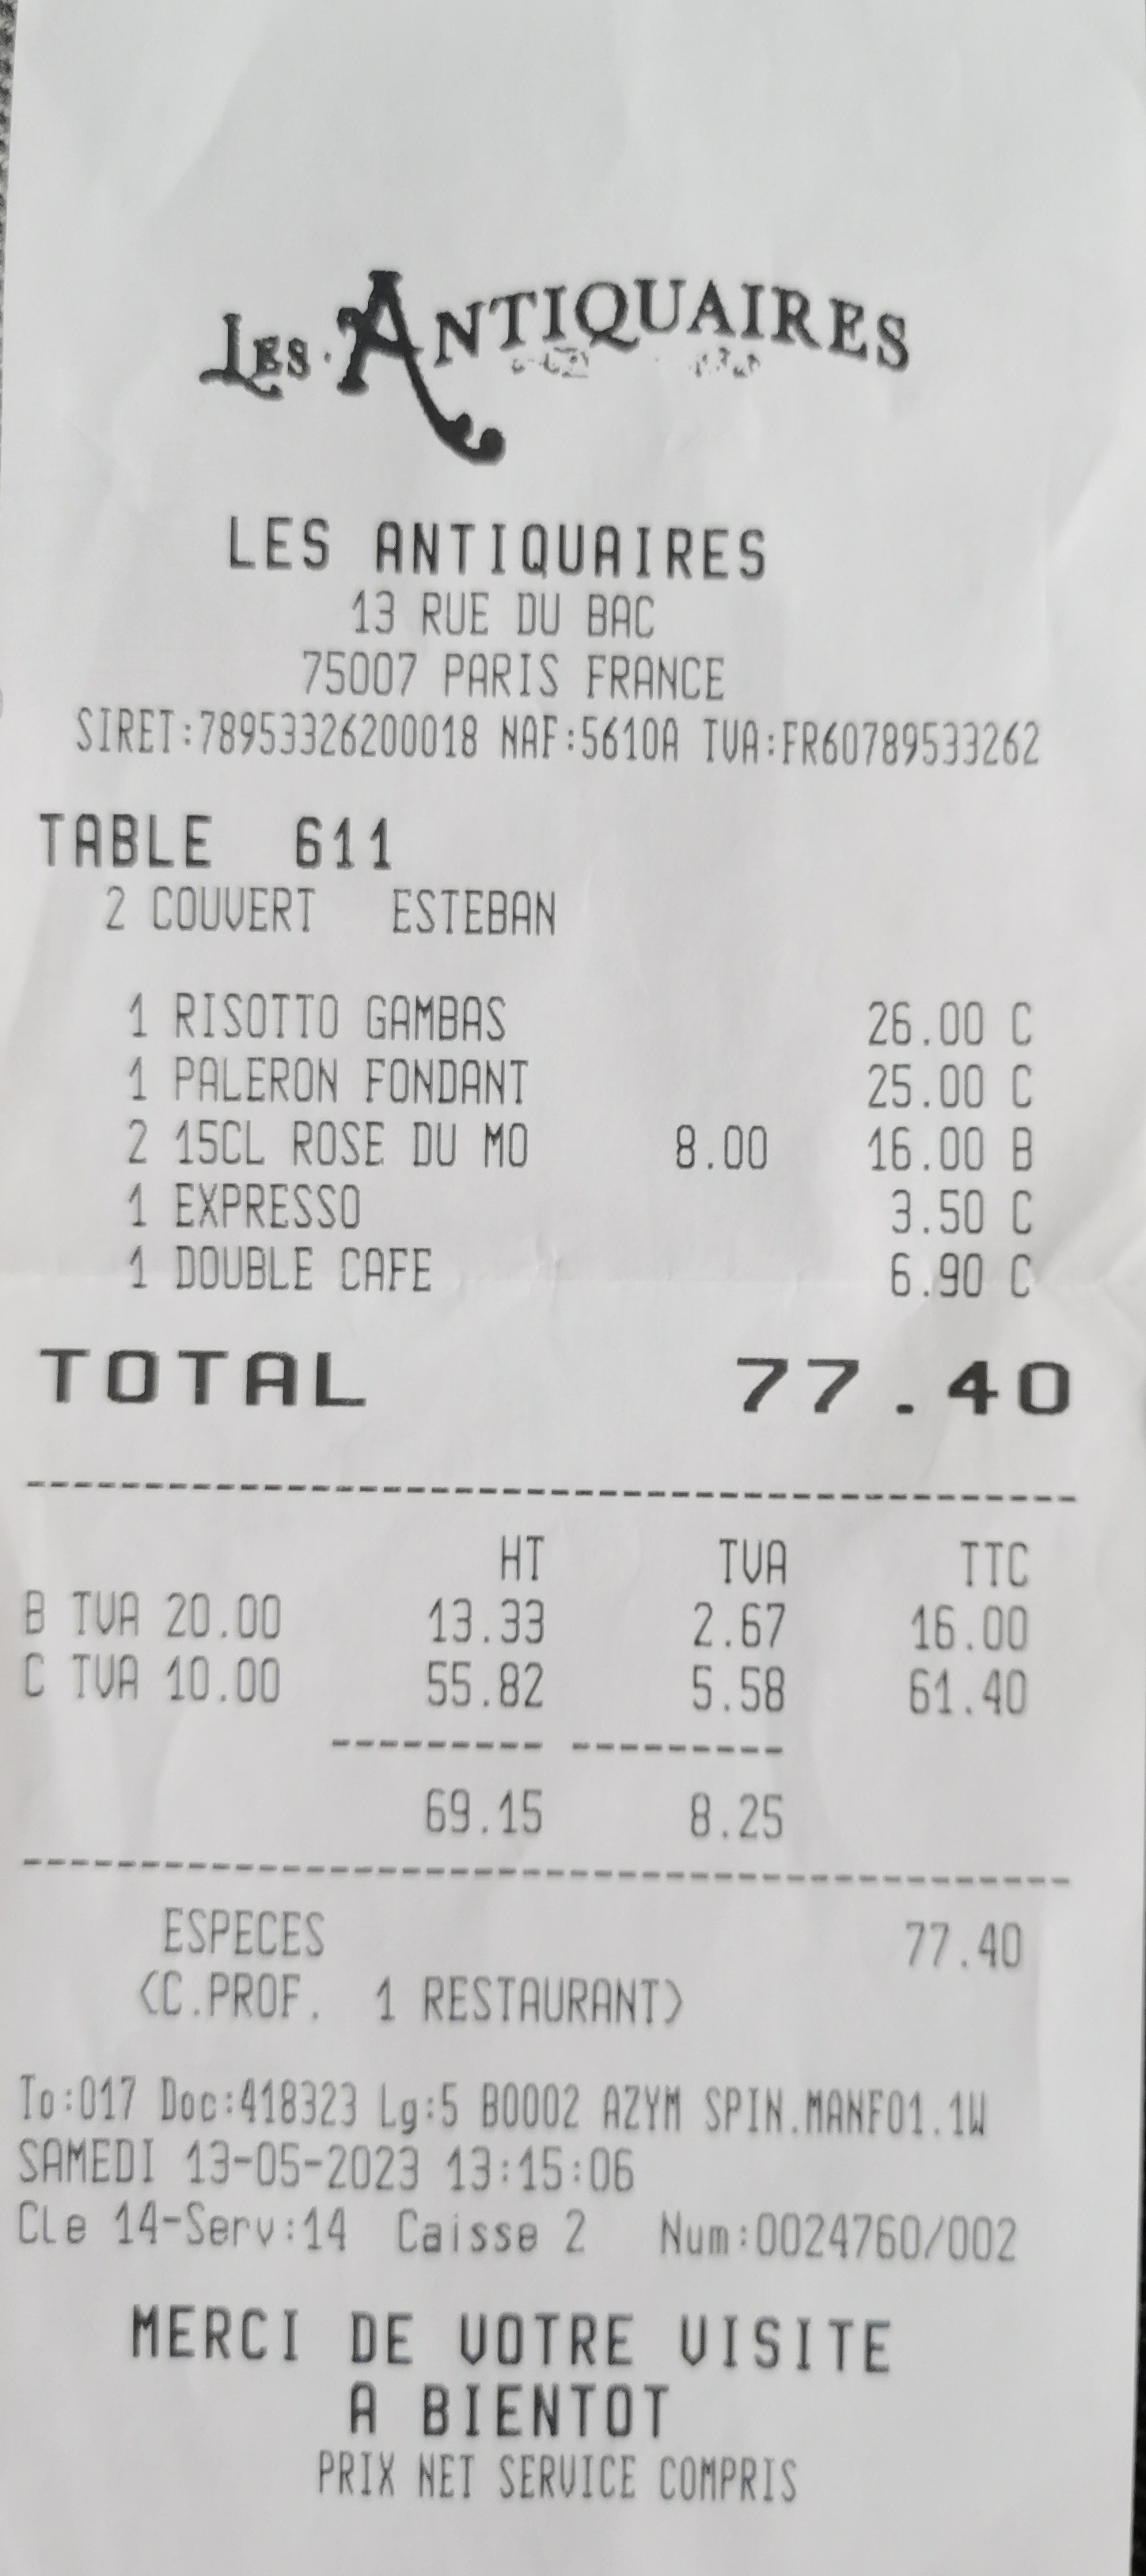 LES ANTIQUAIRES
LES ANTIQUAIRES
13 RUE DU BAC
75007 PARIS FRANCE
SIRET:78953326200018 NAF:5610A TVA:FR60789533262
TABLE 611
2 COUVERT ESTEBAN
1 RISOTTO GAMBAS 26.00 C
1 PALERON FONDANT 25.00 C
2 15CL ROSE DU MO 8.00 16.00 B
1 EXPRESSO 3.50 C
1 DOUBLE CAFE 6.90 C
TOTAL 77.40
HT TVA TTC
B TVA 20.00 13.33 2.67 16.00
C TVA 10.00 55.82 5.58 61.40
69.15 8.25
ESPECES 77.40
(C.PROF. 1 RESTAURANT)
To:017 Doc:418323 Lg:5 B0002 AZYM SPIN.MANF01.1W
SAMEDI 13-05-2023 13:15:06
Cle 14-Serv:14 Caisse 2 Num:0024760/002
MERCI DE VOTRE VISITE
A BIENTOT
PRIX NET SERVICE COMPRIS